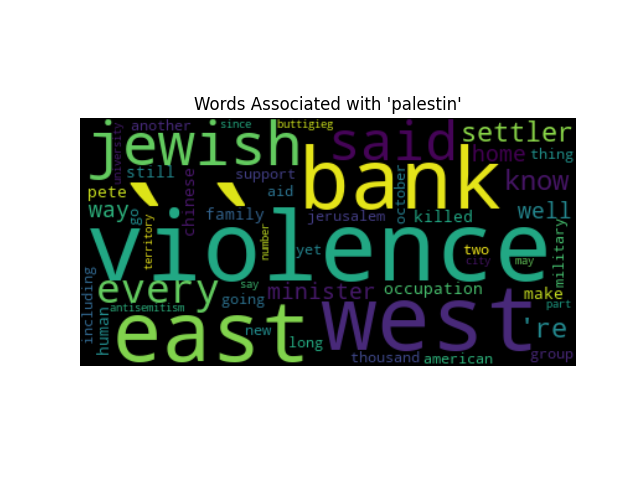 Words Associated with 'palestin'
university another since buttigieg
jewish said settler
still support bank home thing
pete `` chinese aid october know
way go family jerusalem killed well
territory violence number yet two city may military
including every say minister occupation make
human antisemitism going west part
east new long 're
thousand american group